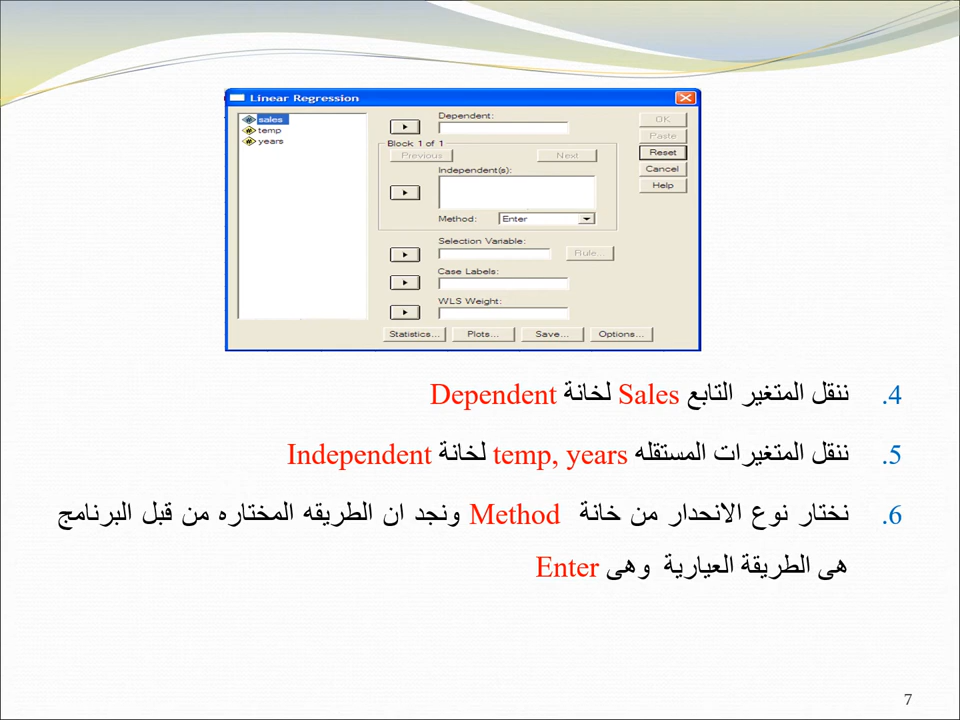 Linear Regression
sales
temp
years
Dependent:
Block 1 of 1
Previous
Next
Independent(s):
Method:
Enter
Selection Variable:
Rule...
Case Labels:
WLS Weight:
Statistics...
Plots...
Save...
Options...
OK
Paste
Reset
Cancel
Help
4. ننقل المتغير التابع Sales لخانة Dependent
5. ننقل المتغيرات المستقله temp, years لخانة Independent
6. نختار نوع الانحدار من خانة Method ونجد ان الطريقه المختاره من قبل البرنامج
هى الطريقة العيارية وهى Enter
7